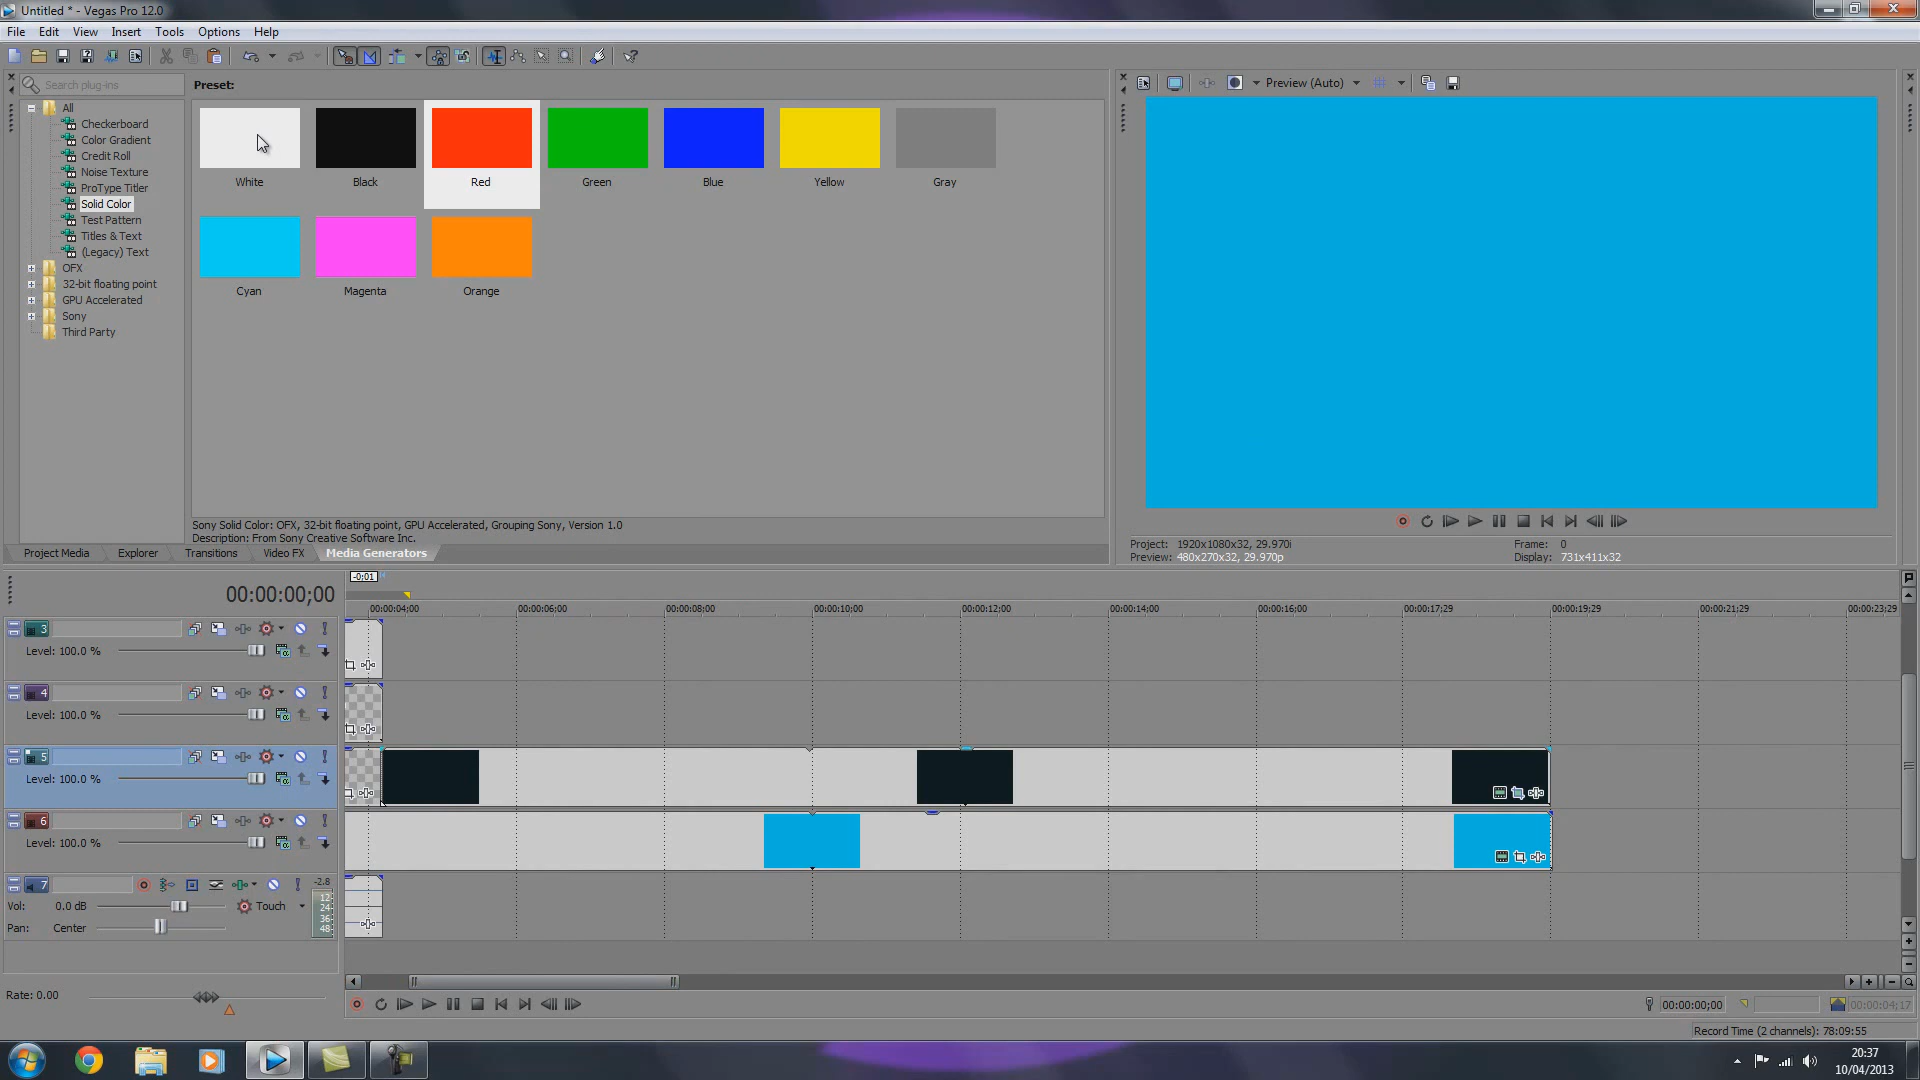 Untitled * - Vegas Pro 12.0
File Edit View Insert Tools Options Help
Search plug-ins
All
Checkerboard
Color Gradient
Credit Roll
Noise Texture
ProType Titler
Solid Color
Test Pattern
Titles & Text
(Legacy) Text
OFX
32-bit floating point
GPU Accelerated
Sony
Third Party
Preset:
White Black Red Green Blue Yellow Gray
Cyan Magenta Orange
Sony Solid Color: OFX, 32-bit floating point, GPU Accelerated, Grouping Sony, Version 1.0
Description: From Sony Creative Software Inc.
Project Media Explorer Transitions Video FX Media Generators
Preview (Auto)
Project: 1920x1080x32, 29.970i Frame: 0
Preview: 480x270x32, 29.970p Display: 731x411x32
-0:01
00:00:00;00
00:00:04;00 00:00:06;00 00:00:08;00 00:00:10;00 00:00:12;00 00:00:14;00 00:00:16;00 00:00:17;29 00:00:19;29 00:00:21;29 00:00:23;29
3
Level: 100.0 %
4
Level: 100.0 %
5
Level: 100.0 %
6
Level: 100.0 %
7 -2.8
Vol: 0.0 dB Touch
Pan: Center
12
24
36
48
Rate: 0.00
00:00:00;00 00:00:04;17
Record Time (2 channels): 78:09:55
20:37
10/04/2013